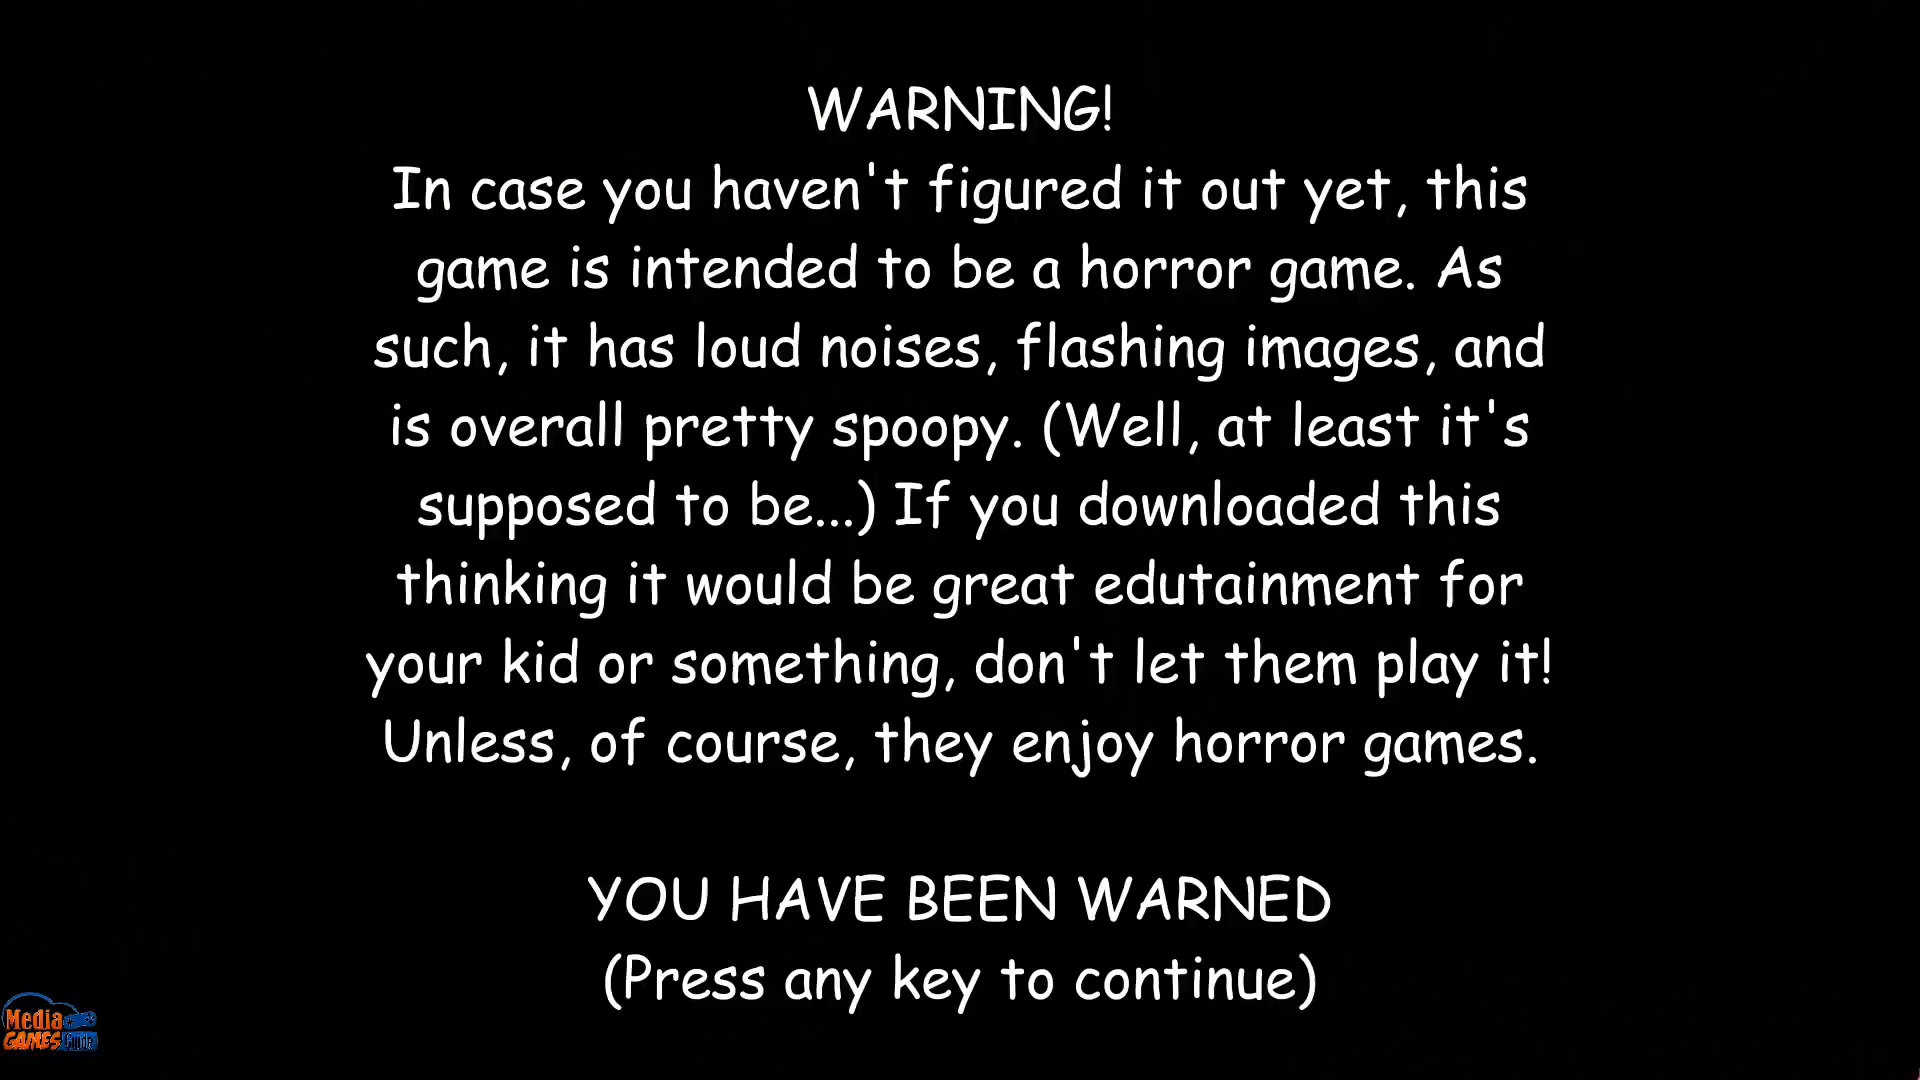 WARNING!
In case you haven't figured it out yet, this
game is intended to be a horror game. As
such, it has loud noises, flashing images, and
is overall pretty spoopy. (Well, at least it's
supposed to be...) If you downloaded this
thinking it would be great edutainment for
your kid or something, don't let them play it!
Unless, of course, they enjoy horror games.
YOU HAVE BEEN WARNED
(Press any key to continue)
Media
GAMES Guide